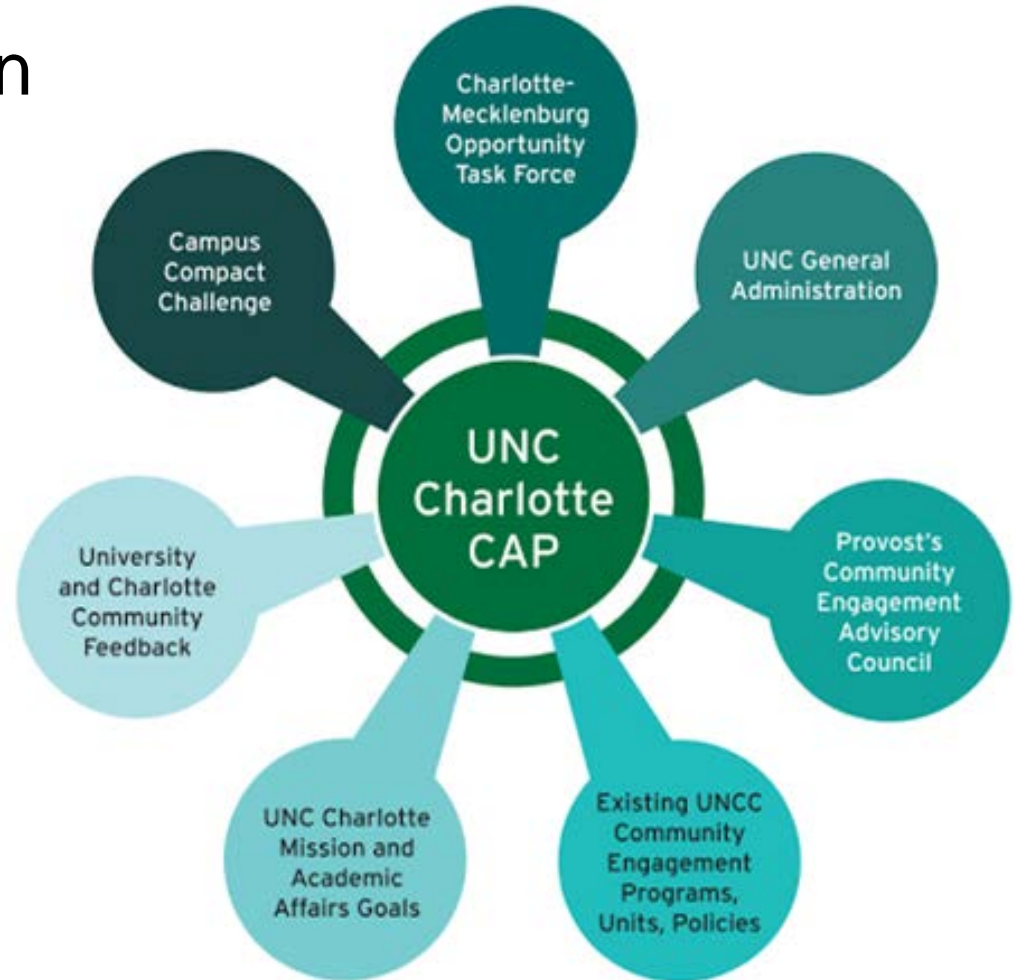 n
Charlotte-
Mecklenburg
Opportunity
Task Force
Campus
Compact
Challenge
UNC General
Administration
UNC
Charlotte
CAP
University
and Charlotte
Community
Feedback
Provost's
Community
Engagement
Advisory
Council
UNC Charlotte
Mission and
Academic
Affairs Goals
Existing UNCC
Community
Engagement
Programs,
Units, Policies